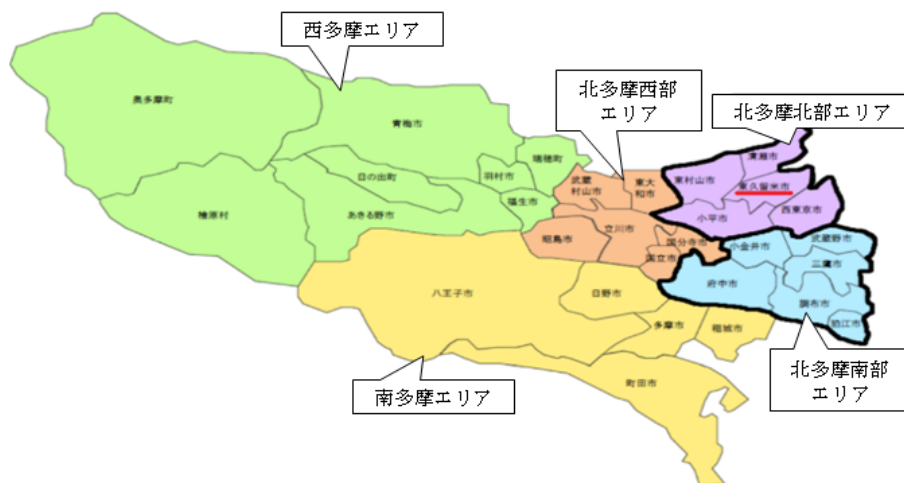 西多摩エリア
北多摩西部
エリア
北多摩北部エリア
奥多摩町
青梅市
瑞穂町
羽村市
福生市
日の出町
あきる野市
檜原村
武蔵
村山市
東大
和市
東村山市
清瀬市
東久留米市
小平市
西東京市
昭島市
立川市
国分寺市
国立市
小金井市
武蔵野市
三鷹市
府中市
調布市
狛江市
八王子市
日野市
多摩市
稲城市
町田市
南多摩エリア
北多摩南部
エリア